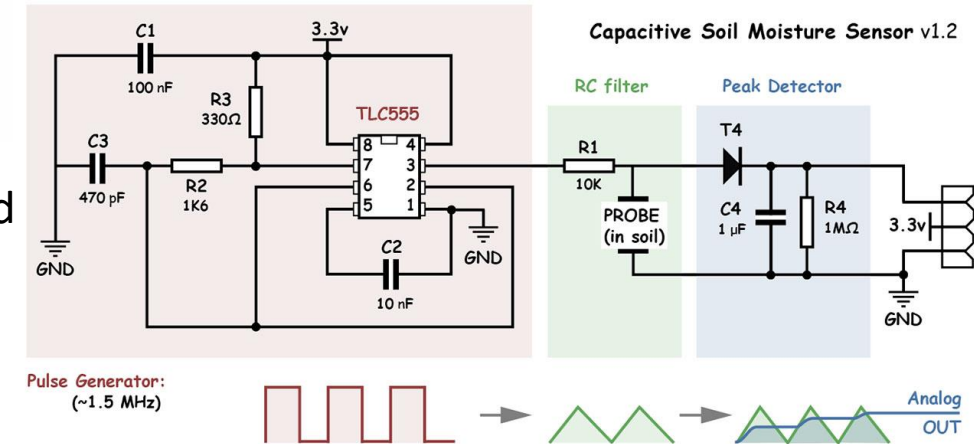 Capacitive Soil Moisture Sensor v1.2
C1
100 nF
3.3v
R3
330Ω
TLC555
C3
470 pF
R2
1K6
8 4
7 3
6 2
5 1
C2
10 nF
GND
GND
RC filter
R1
10K
PROBE
(in soil)
Peak Detector
T4
C4
1 µF
R4
1MΩ
3.3v
GND
d
Pulse Generator:
(~1.5 MHz)
Analog
OUT